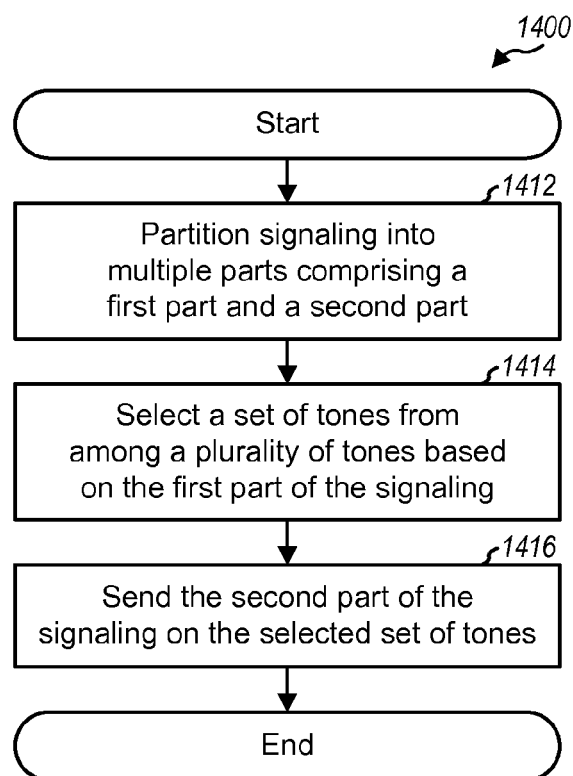 1400
Start
1412
Partition signaling into
multiple parts comprising a
first part and a second part
1414
Select a set of tones from
among a plurality of tones based
on the first part of the signaling
1416
Send the second part of the
signaling on the selected set of tones
End